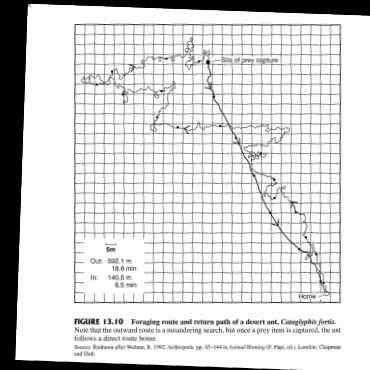 Site of prey capture
5m
Out: 592.1 m
18.8 min
In: 140.5 m
6.5 min
Home
FIGURE 13.10 Foraging route and return path of a desert ant, Cataglyphis fortis.
Note that the outward route is a meandering search, but once a prey item is captured, the ant
follows a direct route home.
Source: Redrawn after Wehner, R. 1992. Arthropods. pp. 45–144 in Animal Homing (F. Papi, ed.). London: Chapman
and Hall.